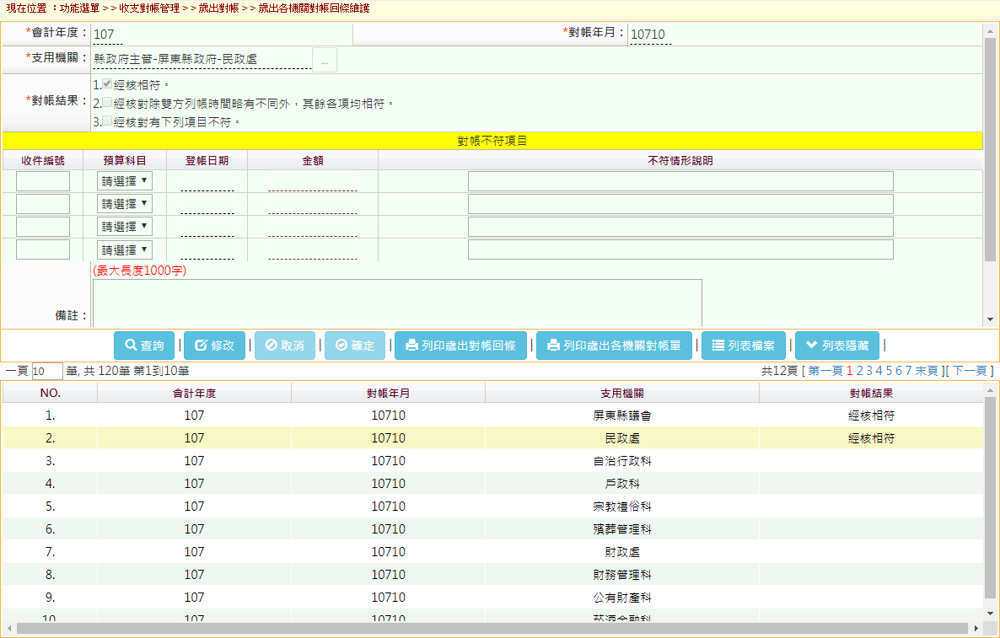 現在位置 ：功能選單 > > 收支對帳管理 > > 歲出對帳 > > 歲出各機關對帳回條維護
*會計年度： 107 *對帳年月： 10710
*支用機關： 縣政府主管-屏東縣政府-民政處 ...
*對帳結果： 1. 經核相符。
2. 經核對除雙方列帳時間略有不同外，其餘各項均相符。
3. 經核對有下列項目不符。
對帳不符項目
收件編號 預算科目 登帳日期 金額 不符情形說明
請選擇
請選擇
請選擇
請選擇
(最大長度1000字)
備註：
查詢 | 修改 | 取消 | 確定 | 列印歲出對帳回條 | 列印歲出各機關對帳單 | 列表檔案 | 列表隱藏 |
一頁 10 筆, 共 120筆 第1到10筆 共12頁 [ 第一頁 1 2 3 4 5 6 7 末頁 ][ 下一頁 ]
NO. 會計年度 對帳年月 支用機關 對帳結果
1. 107 10710 屏東縣議會 經核相符
2. 107 10710 民政處 經核相符
3. 107 10710 自治行政科
4. 107 10710 戶政科
5. 107 10710 宗教禮俗科
6. 107 10710 殯葬管理科
7. 107 10710 財政處
8. 107 10710 財務管理科
9. 107 10710 公有財產科
10. 107 10710 菸酒金融科